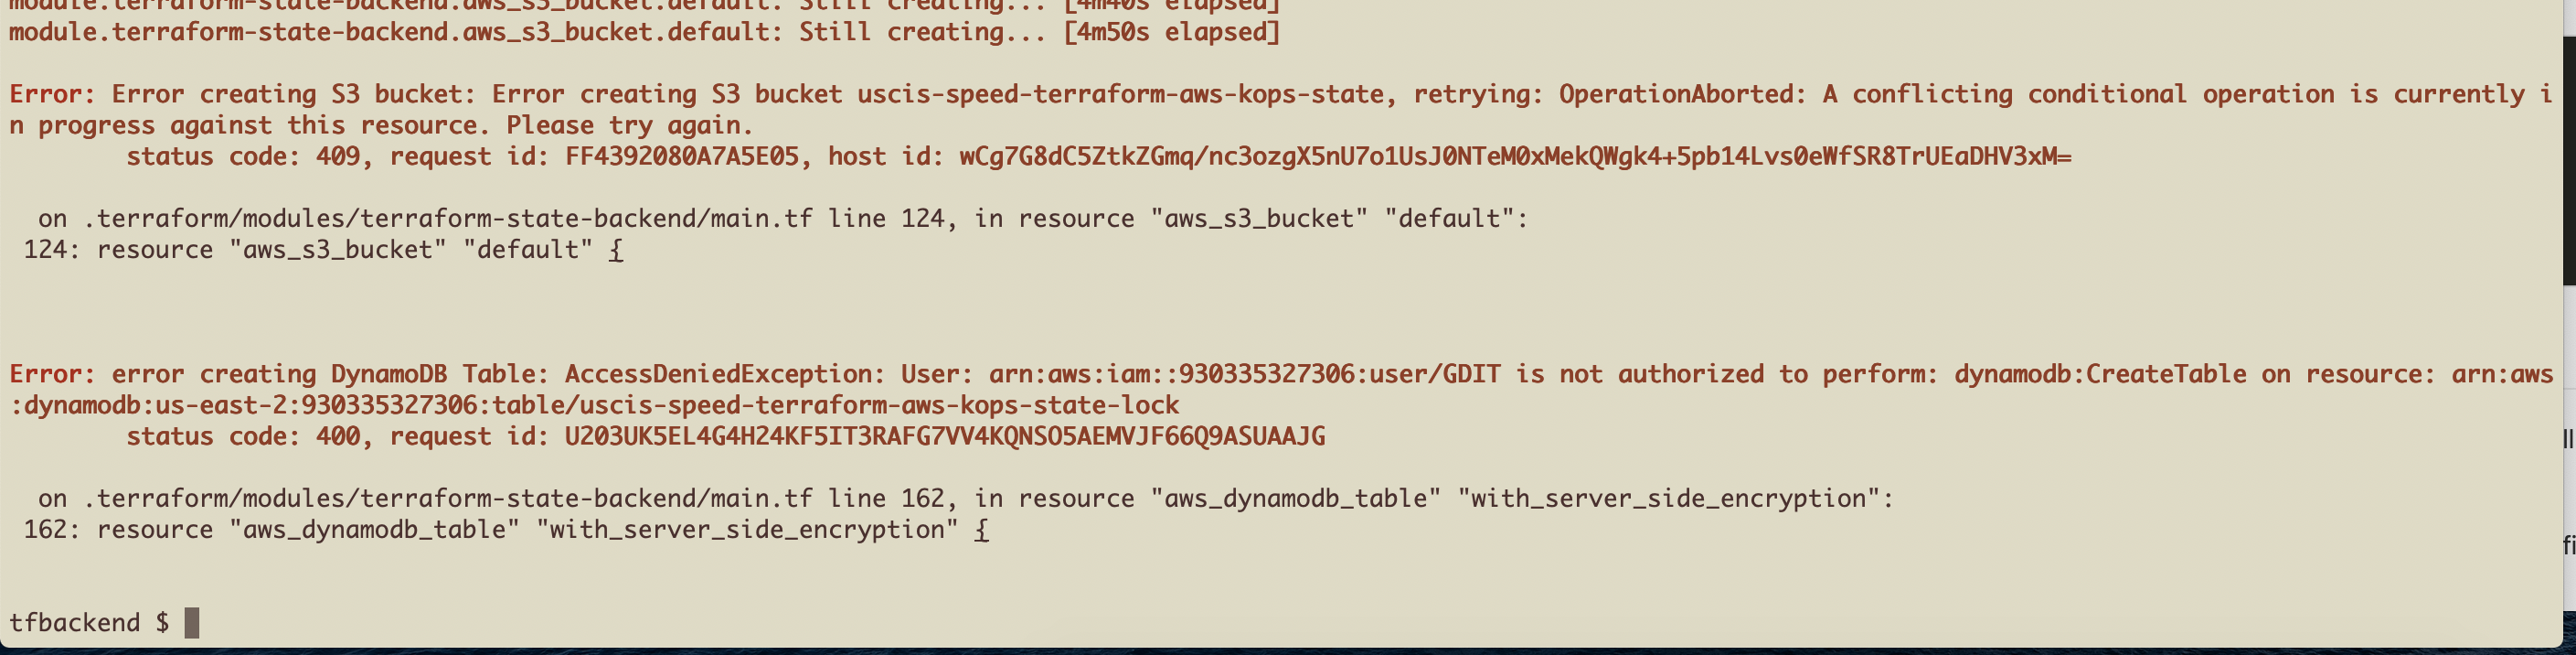 module.terraform-state-backend.aws_s3_bucket.default: Still creating... [4m40s elapsed]
module.terraform-state-backend.aws_s3_bucket.default: Still creating... [4m50s elapsed]
Error: Error creating S3 bucket: Error creating S3 bucket uscis-speed-terraform-aws-kops-state, retrying: OperationAborted: A conflicting conditional operation is currently i
n progress against this resource. Please try again.
status code: 409, request id: FF4392080A7A5E05, host id: wCg7G8dC5ZtkZGmq/nc3ozgX5nU7o1UsJ0NTeM0xMekQWgk4+5pb14Lvs0eWfSR8TrUEaDHV3xM=
on .terraform/modules/terraform-state-backend/main.tf line 124, in resource "aws_s3_bucket" "default":
124: resource "aws_s3_bucket" "default" {
Error: error creating DynamoDB Table: AccessDeniedException: User: arn:aws:iam::930335327306:user/GDIT is not authorized to perform: dynamodb:CreateTable on resource: arn:aws
:dynamodb:us-east-2:930335327306:table/uscis-speed-terraform-aws-kops-state-lock
status code: 400, request id: U203UK5EL4G4H24KF5IT3RAFG7VV4KQNSO5AEMVJF66Q9ASUAAJG
on .terraform/modules/terraform-state-backend/main.tf line 162, in resource "aws_dynamodb_table" "with_server_side_encryption":
162: resource "aws_dynamodb_table" "with_server_side_encryption" {
tfbackend $